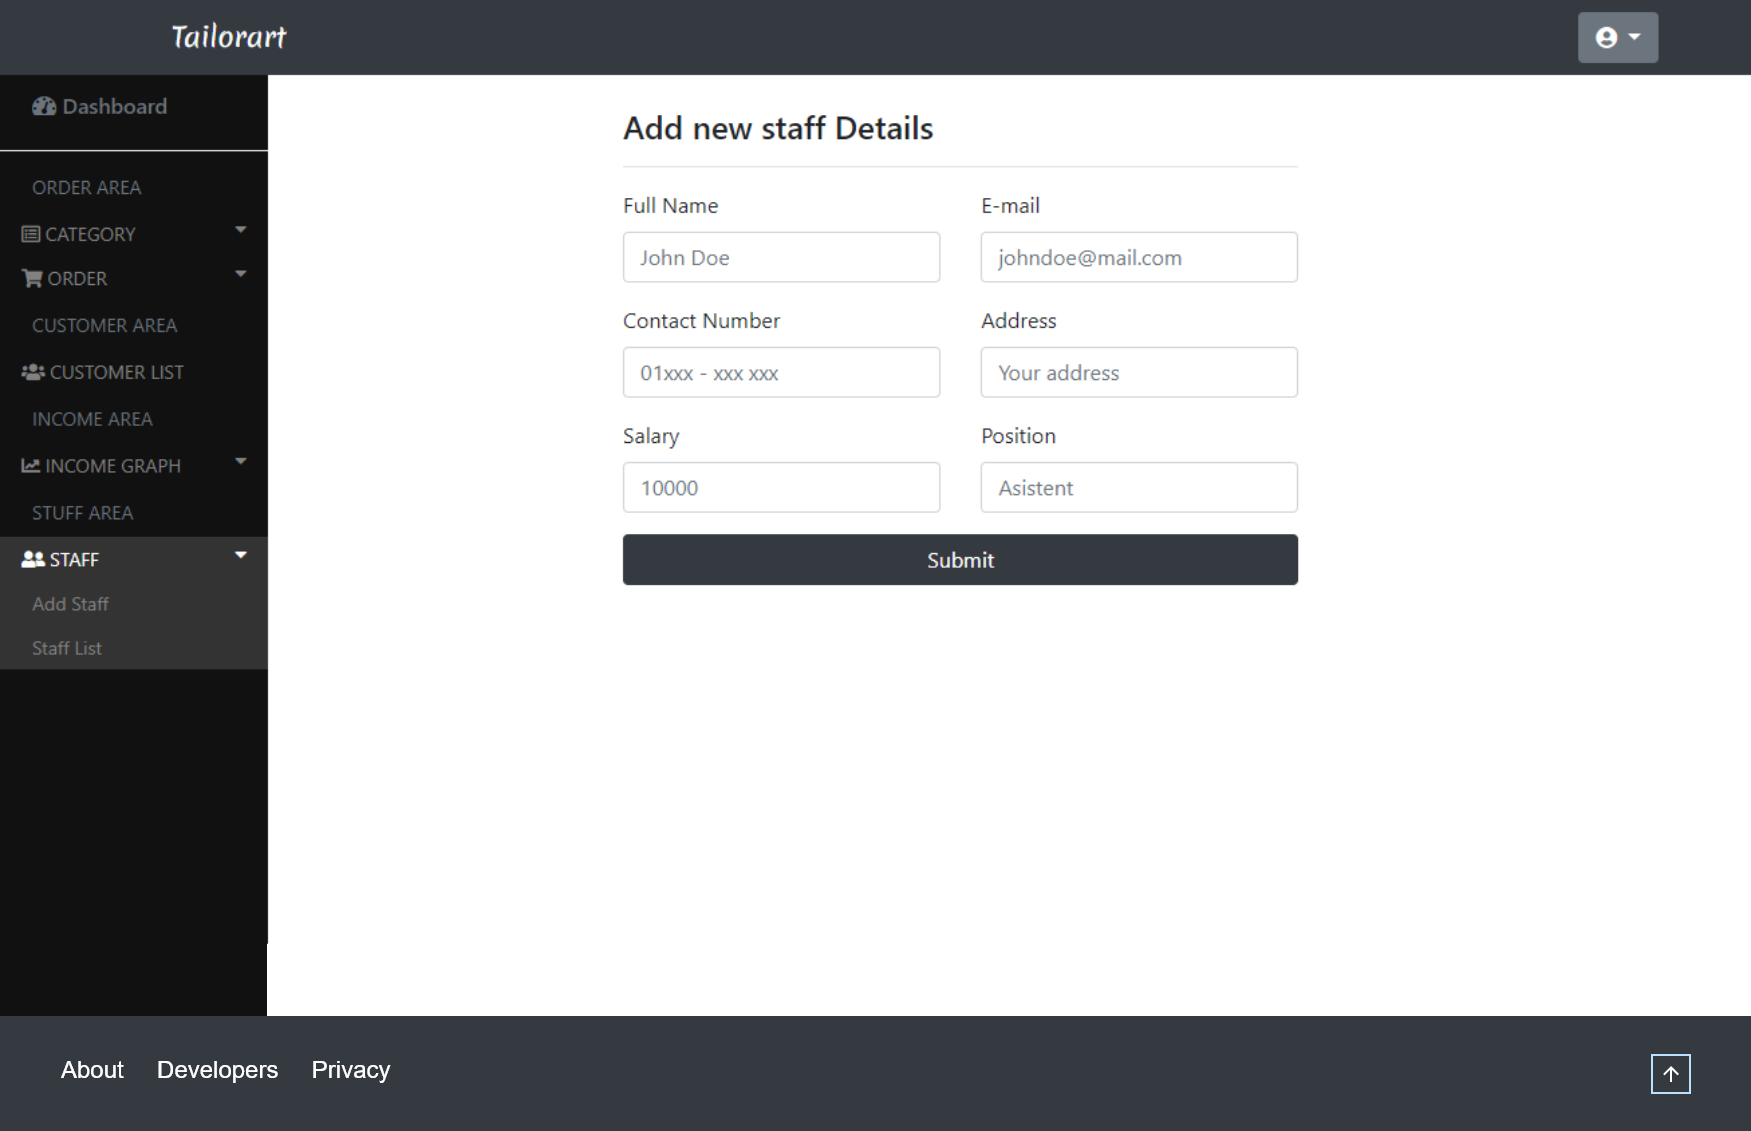 Tailorart
Dashboard
ORDER AREA
CATEGORY
ORDER
CUSTOMER AREA
CUSTOMER LIST
INCOME AREA
INCOME GRAPH
STUFF AREA
STAFF
Add Staff
Staff List
Add new staff Details
Full Name
E-mail
John Doe
johndoe@mail.com
Contact Number
Address
01xxx - xxx xxx
Your address
Salary
Position
10000
Asistent
Submit
About Developers Privacy